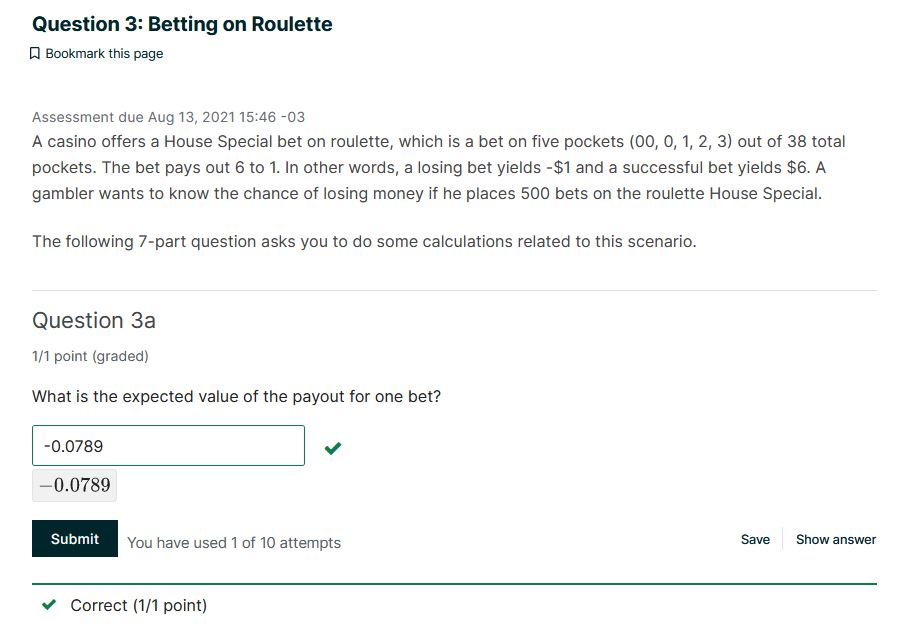 Question 3: Betting on Roulette
Bookmark this page
Assessment due Aug 13, 2021 15:46 -03
A casino offers a House Special bet on roulette, which is a bet on five pockets (00, 0, 1, 2, 3) out of 38 total
pockets. The bet pays out 6 to 1. In other words, a losing bet yields -$1 and a successful bet yields $6. A
gambler wants to know the chance of losing money if he places 500 bets on the roulette House Special.
The following 7-part question asks you to do some calculations related to this scenario.
Question 3a
1/1 point (graded)
What is the expected value of the payout for one bet?
-0.0789
−0.0789
Submit You have used 1 of 10 attempts Save Show answer
Correct (1/1 point)